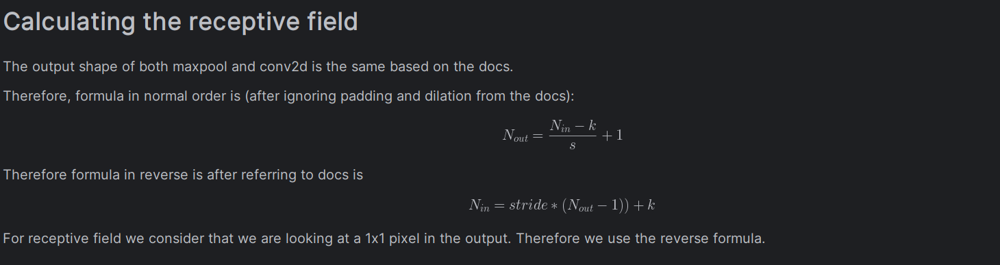 Calculating the receptive field
The output shape of both maxpool and conv2d is the same based on the docs.
Therefore, formula in normal order is (after ignoring padding and dilation from the docs):
N_{out} = \frac{N_{in} - k}{s} + 1
Therefore formula in reverse is after referring to docs is
N_{in} = stride * (N_{out} - 1)) + k
For receptive field we consider that we are looking at a 1x1 pixel in the output. Therefore we use the reverse formula.